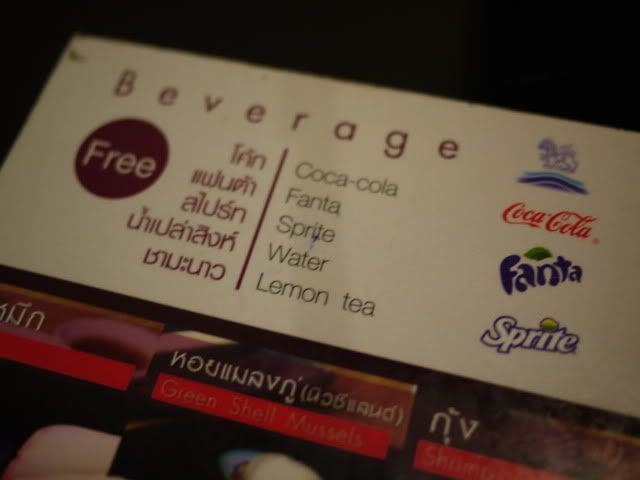 Beverage
Free
โค้ก
แฟนต้า
สไปร์ท
น้ำเปล่าสิงห์
ชามะนาว
Coca-cola
Fanta
Sprite
Water
Lemon tea
Coca-Cola
Fanta
Sprite
หอยแมลงภู่ (นิวซีแลนด์)
Green Shell Mussels
กุ้ง